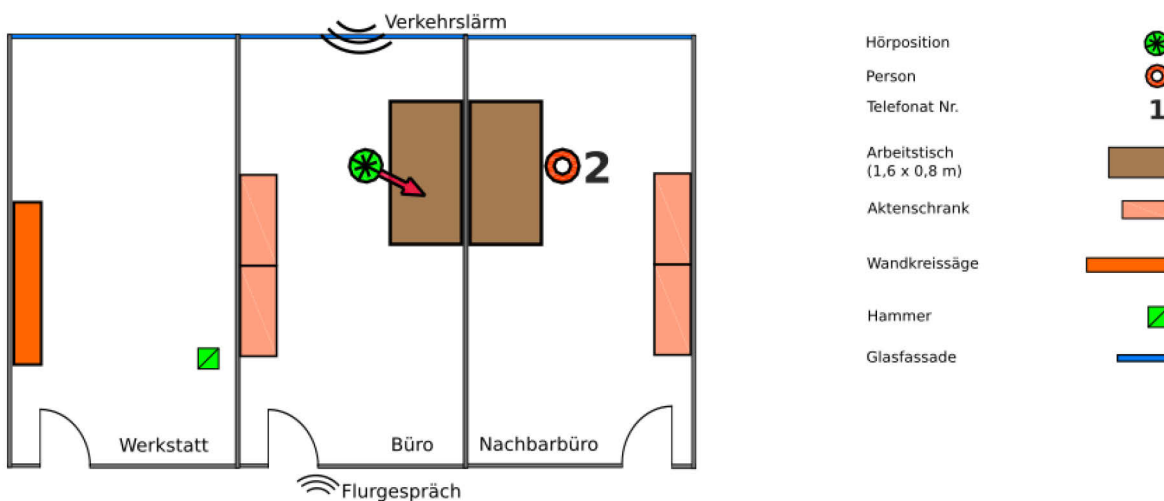 Verkehrslärm
2
Werkstatt
Büro
Nachbarbüro
Flurgespräch
Hörposition
Person
Telefonat Nr. 1
Arbeitstisch
(1,6 x 0,8 m)
Aktenschrank
Wandkreissäge
Hammer
Glasfassade